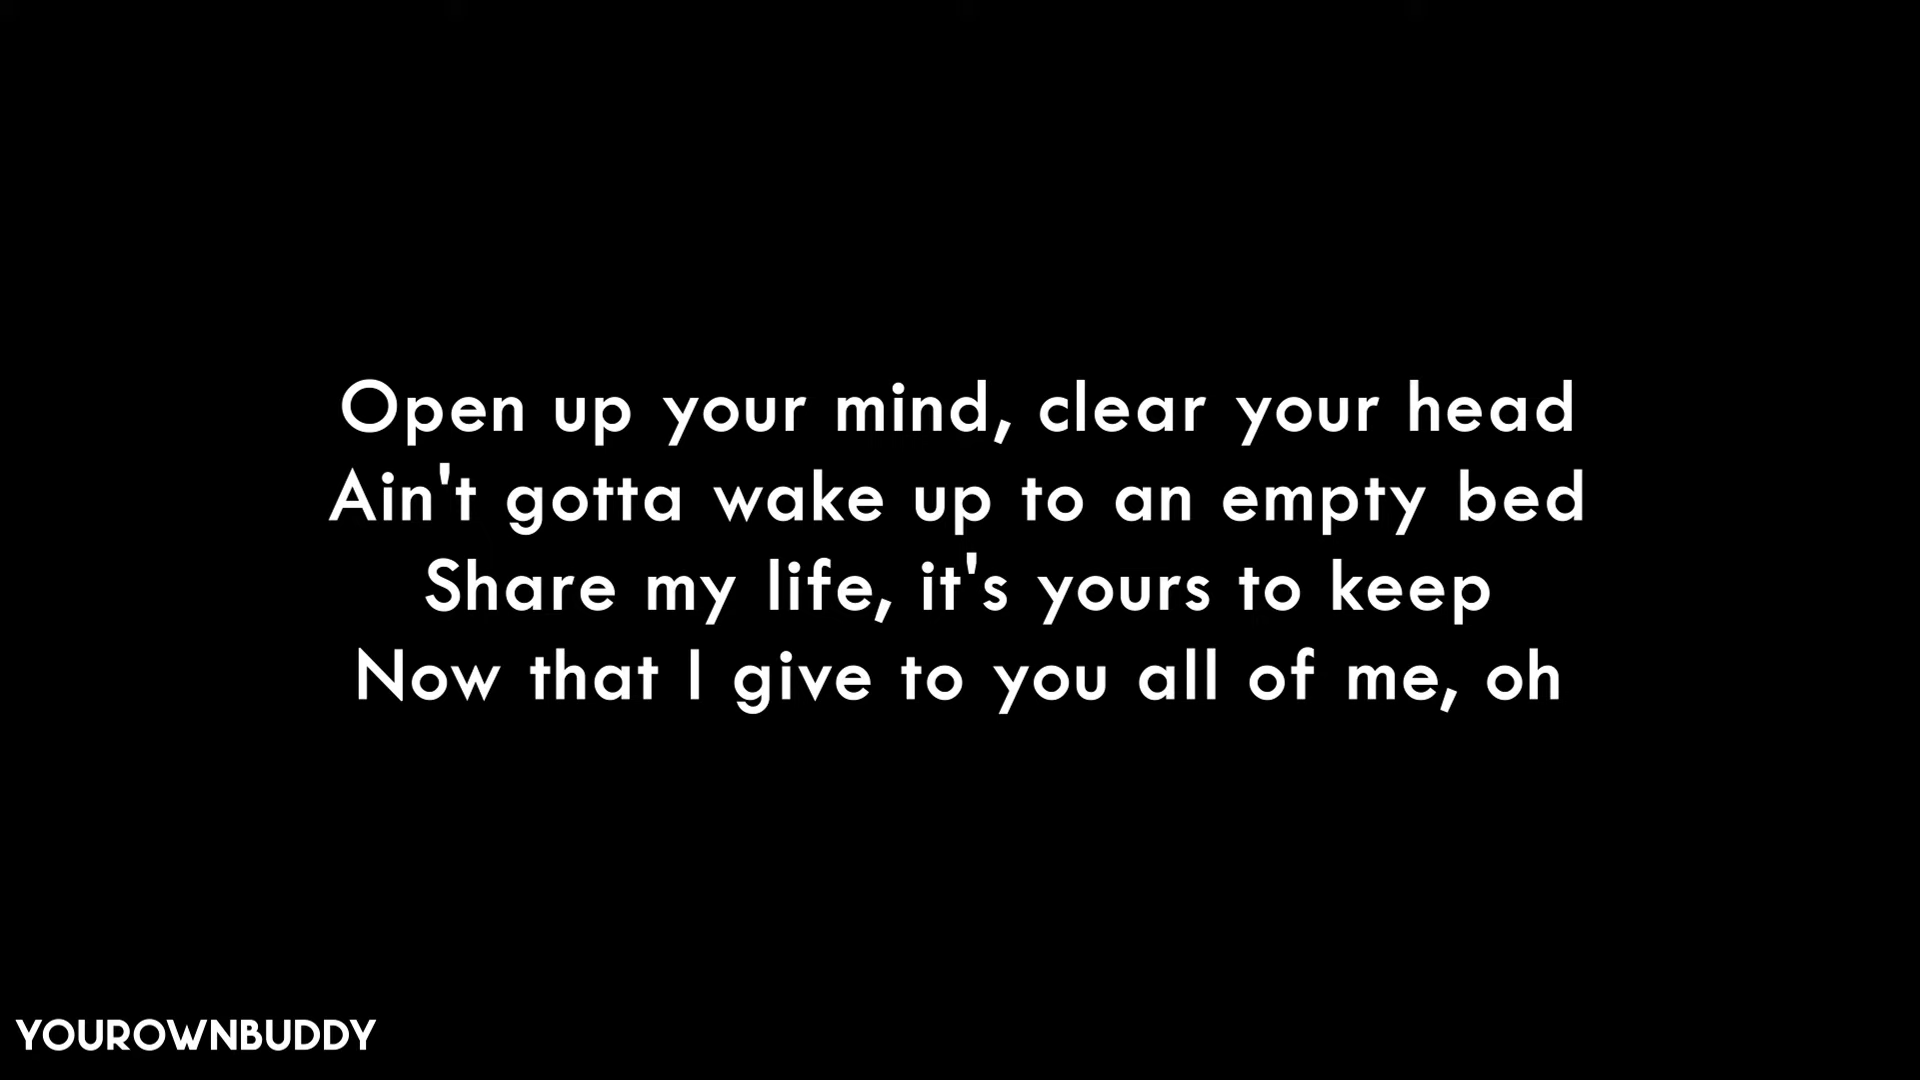 Open up your mind, clear your head
Ain't gotta wake up to an empty bed
Share my life, it's yours to keep
Now that I give to you all of me, oh
YOUROWNBUDDY